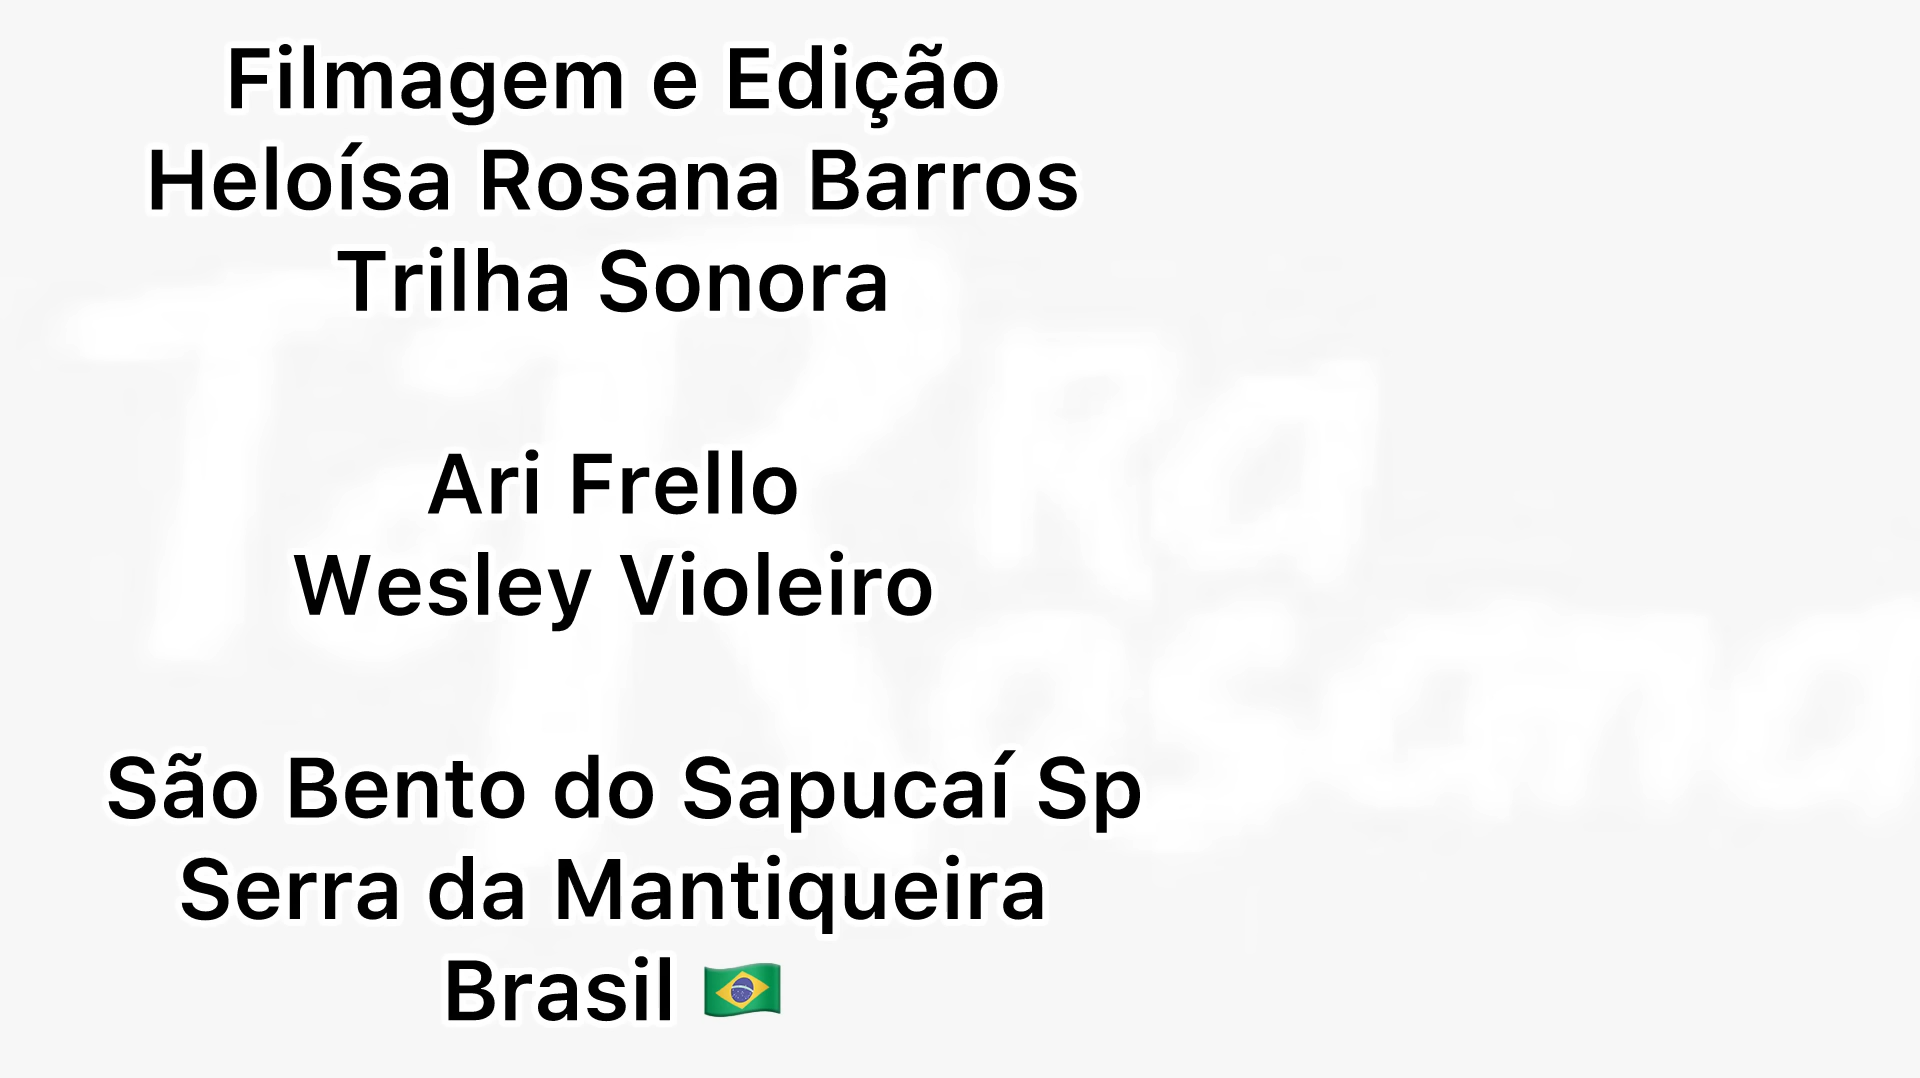 Filmagem e Edição
Heloísa Rosana Barros
Trilha Sonora
Ari Frello
Wesley Violeiro
São Bento do Sapucaí Sp
Serra da Mantiqueira
Brasil 🇧🇷